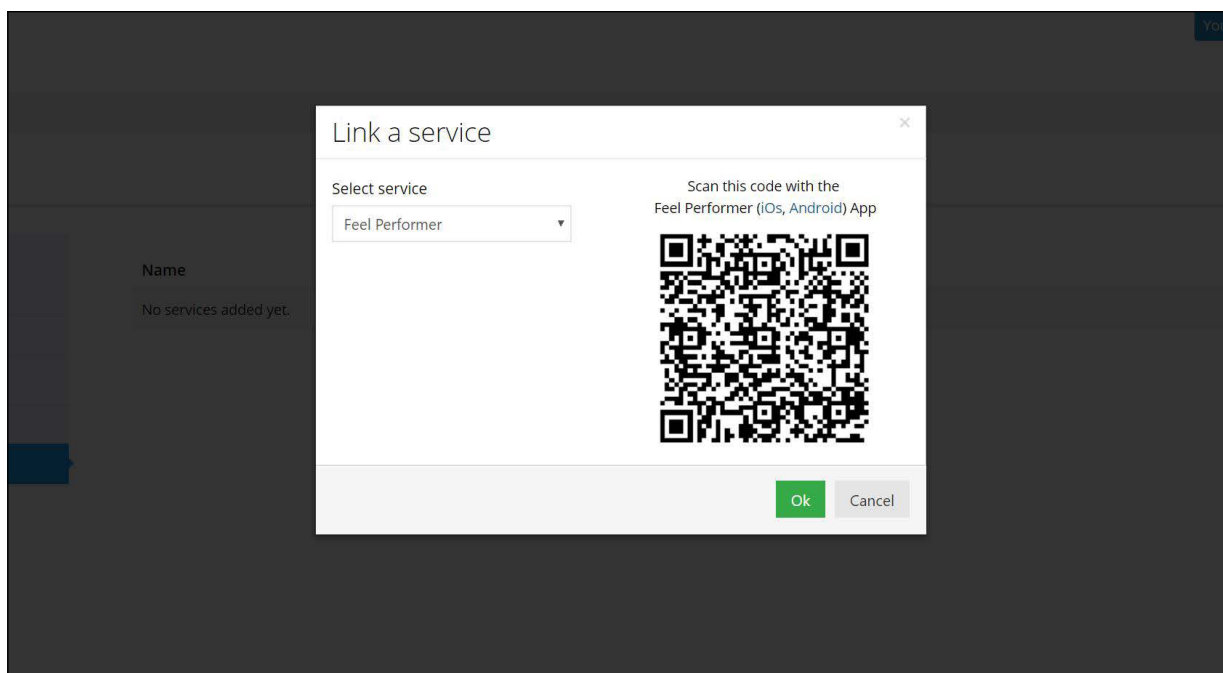 You
Link a service
×
Select service
Feel Performer
Scan this code with the
Feel Performer (iOs, Android) App
Name
No services added yet.
Ok
Cancel